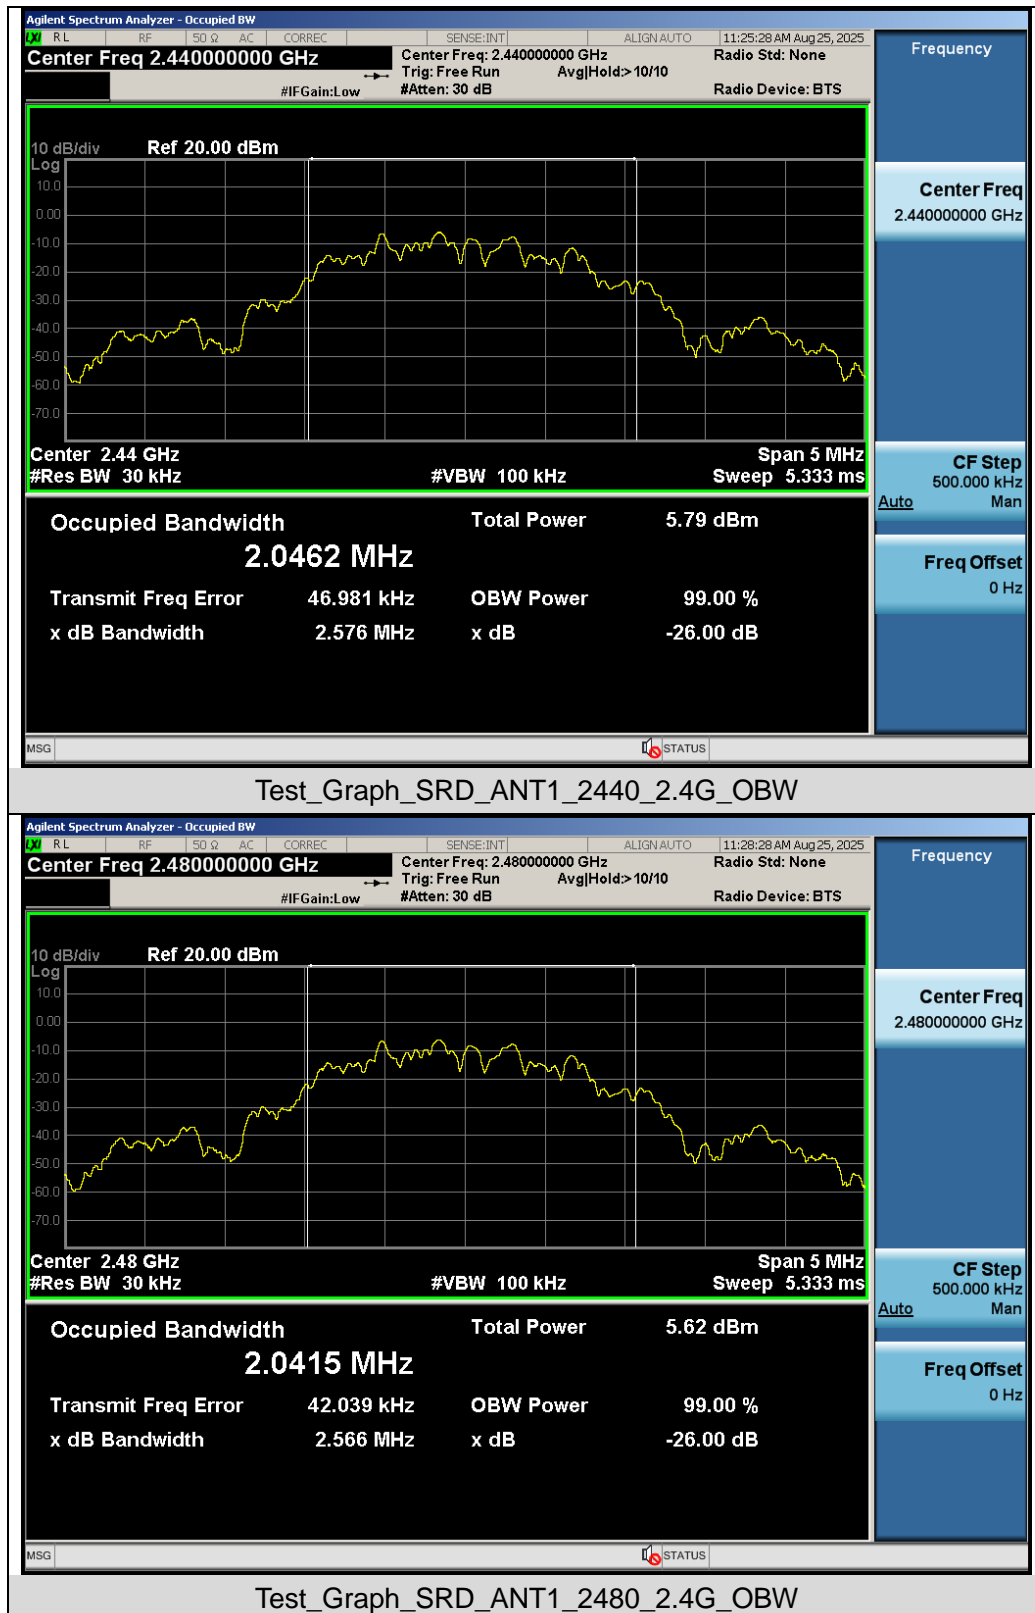 Agilent Spectrum Analyzer - Occupied BW
LXI RL RF 50 Ω AC CORREC SENSE:INT ALIGN AUTO 11:25:28 AM Aug 25, 2025
Center Freq 2.440000000 GHz
Center Freq: 2.440000000 GHz Radio Std: None
Trig: Free Run Avg|Hold:> 10/10
#IFGain:Low #Atten: 30 dB Radio Device: BTS
Frequency
10 dB/div Ref 20.00 dBm
Log
10.0
0.00
-10.0
-20.0
-30.0
-40.0
-50.0
-60.0
-70.0
Center Freq
2.440000000 GHz
Center 2.44 GHz Span 5 MHz
#Res BW 30 kHz #VBW 100 kHz Sweep 5.333 ms
CF Step
500.000 kHz
Auto Man
Occupied Bandwidth Total Power 5.79 dBm
2.0462 MHz
Transmit Freq Error 46.981 kHz OBW Power 99.00 %
x dB Bandwidth 2.576 MHz x dB -26.00 dB
Freq Offset
0 Hz
MSG STATUS
Test_Graph_SRD_ANT1_2440_2.4G_OBW
Agilent Spectrum Analyzer - Occupied BW
LXI RL RF 50 Ω AC CORREC SENSE:INT ALIGN AUTO 11:28:28 AM Aug 25, 2025
Center Freq 2.480000000 GHz
Center Freq: 2.480000000 GHz Radio Std: None
Trig: Free Run Avg|Hold:> 10/10
#IFGain:Low #Atten: 30 dB Radio Device: BTS
Frequency
10 dB/div Ref 20.00 dBm
Log
10.0
0.00
-10.0
-20.0
-30.0
-40.0
-50.0
-60.0
-70.0
Center Freq
2.480000000 GHz
Center 2.48 GHz Span 5 MHz
#Res BW 30 kHz #VBW 100 kHz Sweep 5.333 ms
CF Step
500.000 kHz
Auto Man
Occupied Bandwidth Total Power 5.62 dBm
2.0415 MHz
Transmit Freq Error 42.039 kHz OBW Power 99.00 %
x dB Bandwidth 2.566 MHz x dB -26.00 dB
Freq Offset
0 Hz
MSG STATUS
Test_Graph_SRD_ANT1_2480_2.4G_OBW